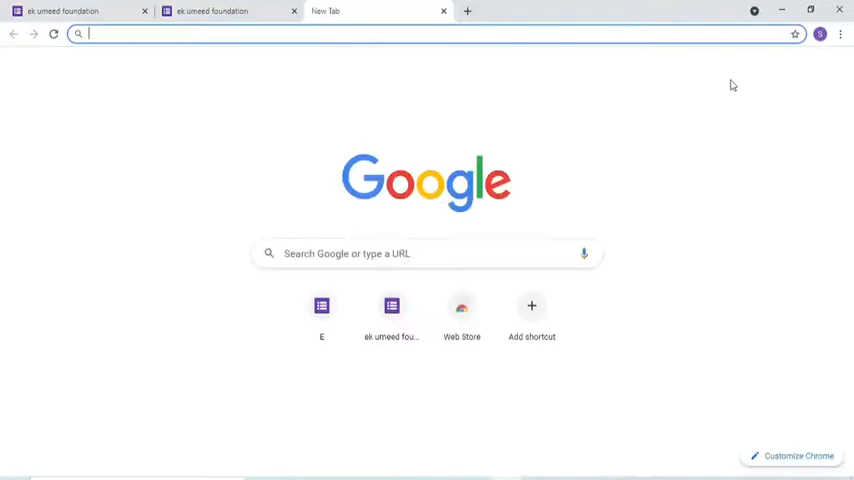 ek umeed foundation
ek umeed foundation
New Tab
S
Google
Search Google or type a URL
E
ek umeed fou...
Web Store
Add shortcut
Customize Chrome